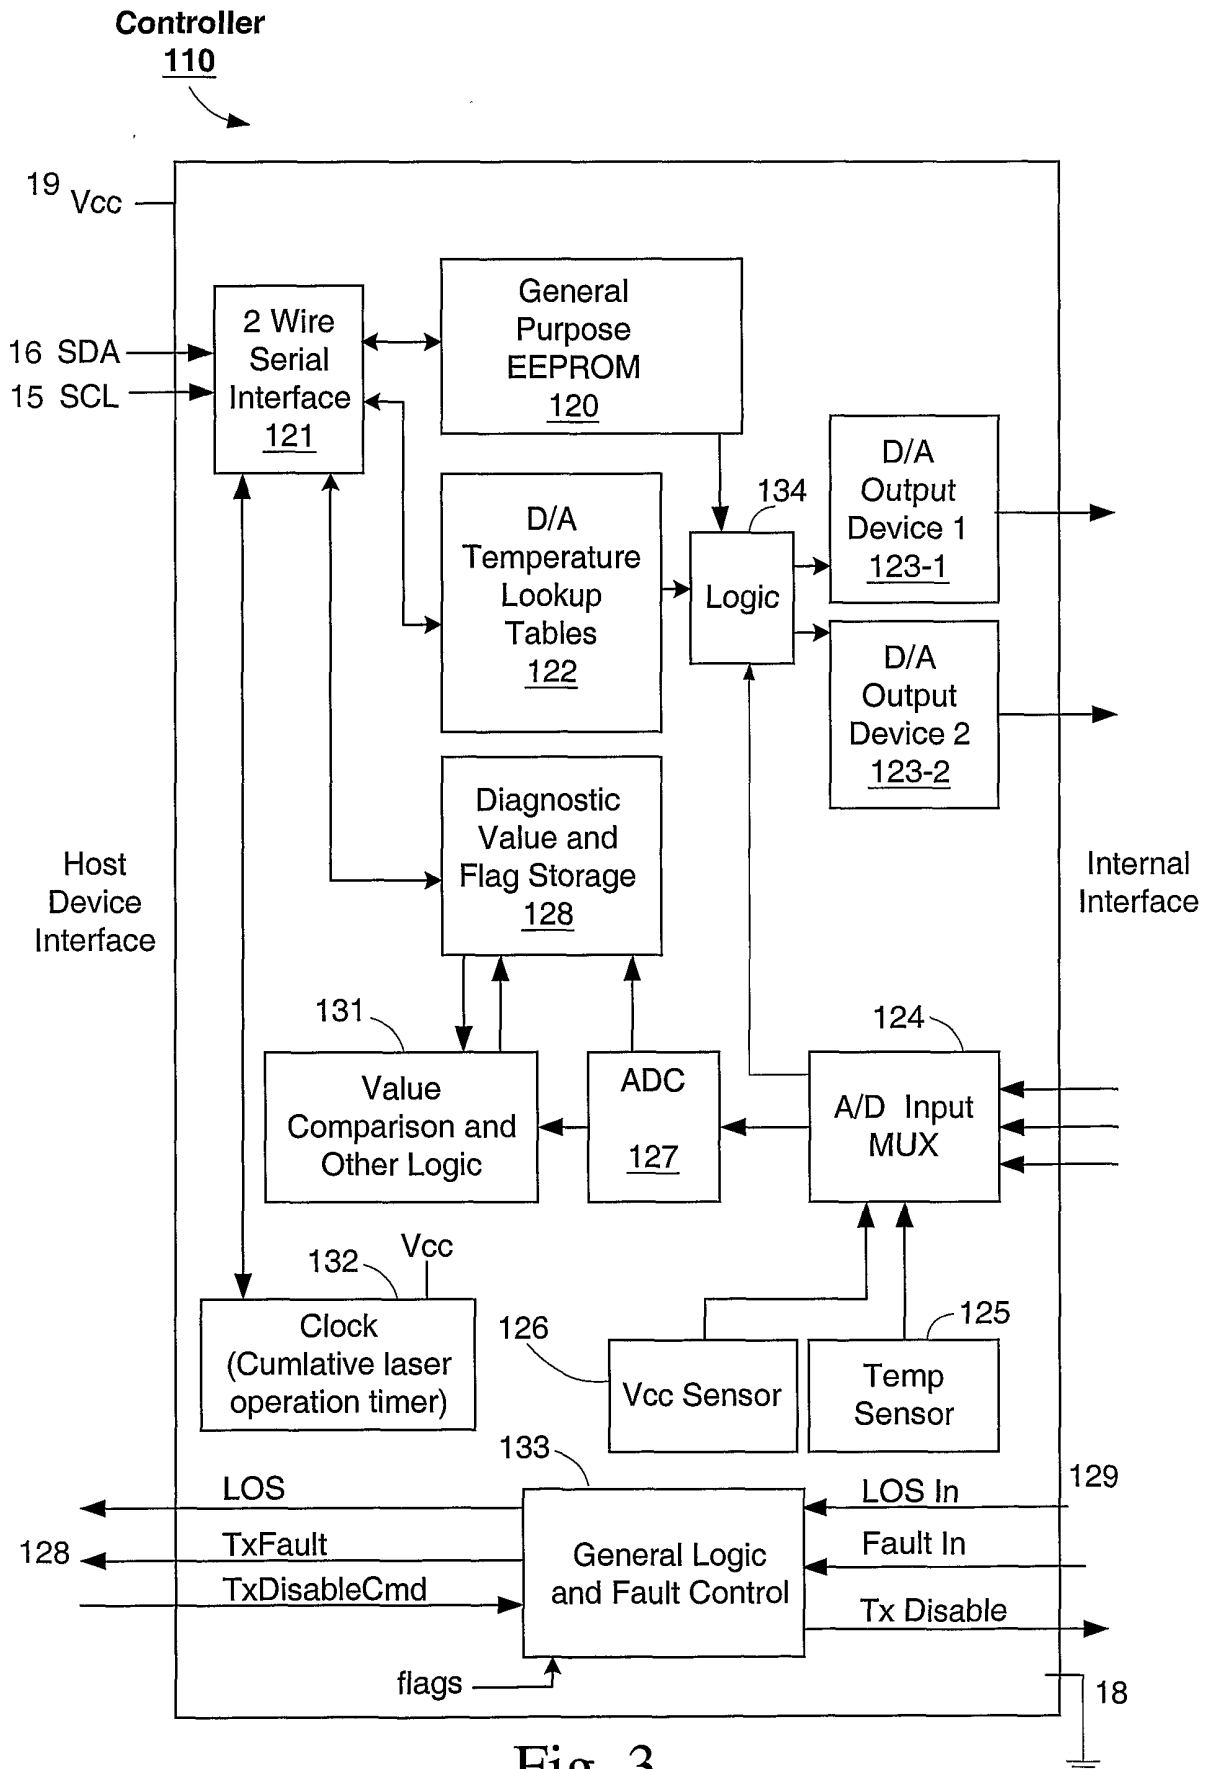 Controller
110
19 Vcc
General
Purpose
EEPROM
120
2 Wire
Serial
Interface
121
16 SDA
15 SCL
D/A
Output
Device 1
123-1
134
D/A
Temperature
Lookup
Tables
122
Logic
D/A
Output
Device 2
123-2
Diagnostic
Value and
Flag Storage
128
Host
Device
Interface
Internal
Interface
131
124
Value
Comparison and
Other Logic
ADC
127
A/D Input
MUX
132
Vcc
Clock
(Cumlative laser
operation timer)
126
125
Vcc Sensor
Temp
Sensor
133
129
LOS
LOS In
128
TxFault
Fault In
TxDisableCmd
General Logic
and Fault Control
Tx Disable
flags
18
Fig. 3